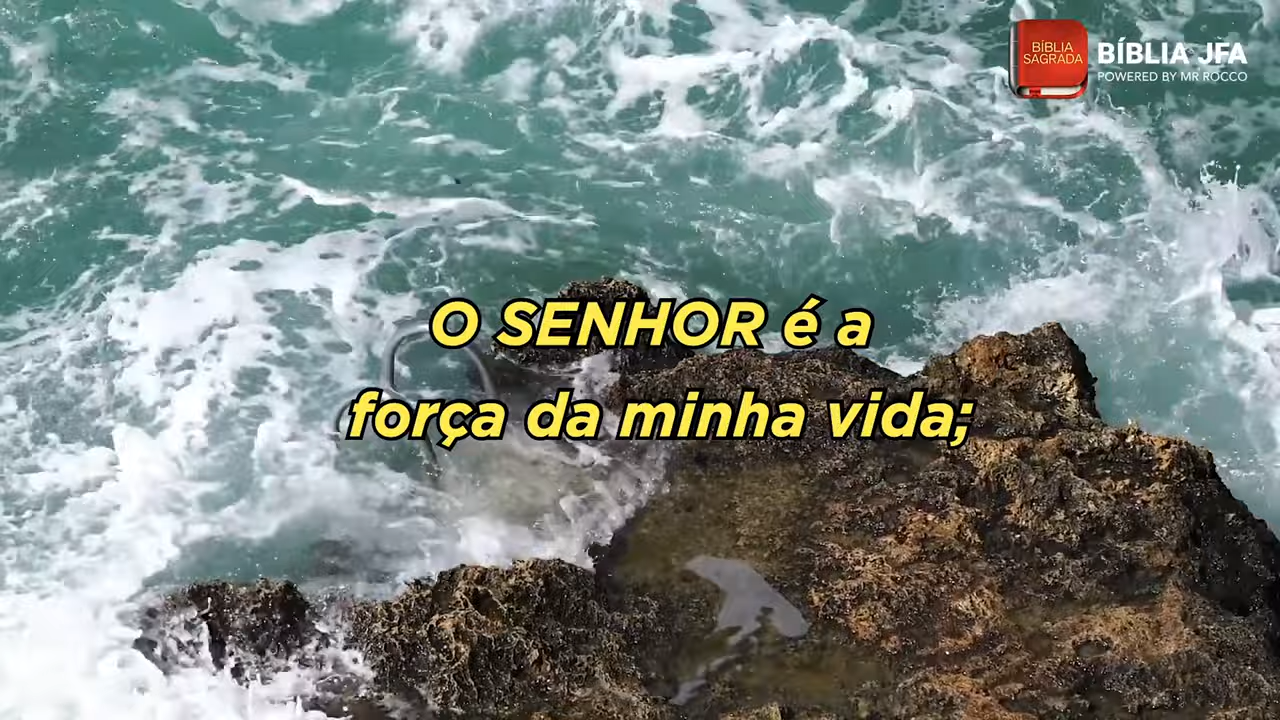 BÍBLIA
SAGRADA
BÍBLIA JFA
POWERED BY MR ROCCO
O SENHOR é a
força da minha vida;